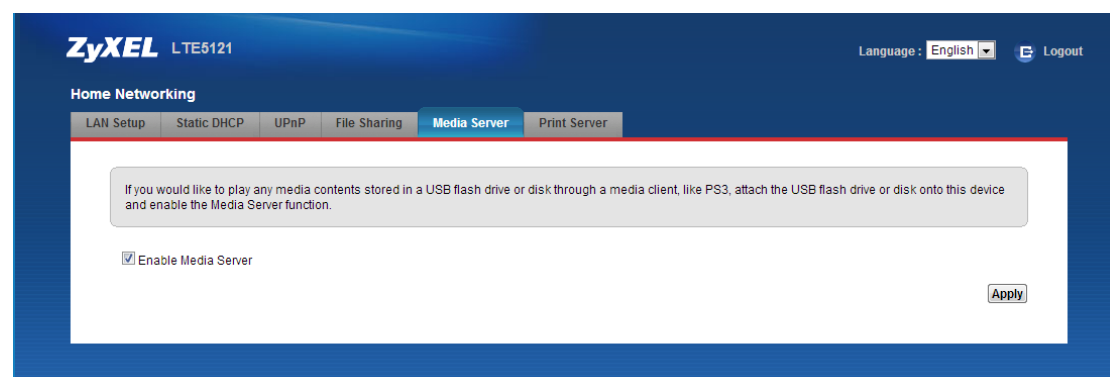 ZyXEL LTE5121
Language : English
Logout
Home Networking
LAN Setup Static DHCP UPnP File Sharing Media Server Print Server
If you would like to play any media contents stored in a USB flash drive or disk through a media client, like PS3, attach the USB flash drive or disk onto this device
and enable the Media Server function.
Enable Media Server
Apply